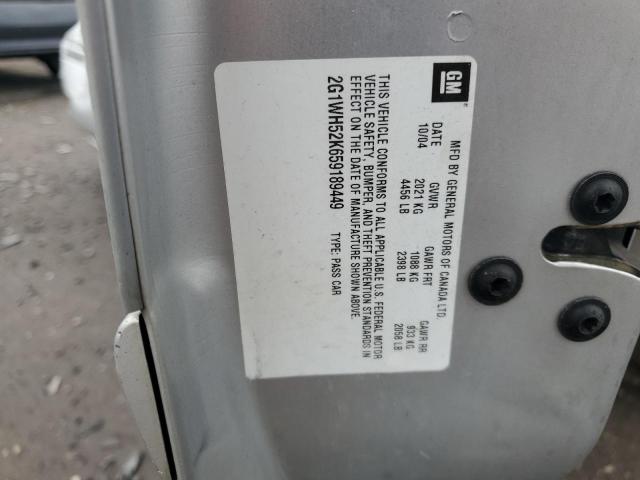 GM
MFD BY GENERAL MOTORS OF CANADA LTD.
DATE GVWR GAWR FRT GAWR RR
10/04 2021 KG 1088 KG 933 KG
4456 LB 2398 LB 2058 LB
THIS VEHICLE CONFORMS TO ALL APPLICABLE U.S. FEDERAL MOTOR
VEHICLE SAFETY, BUMPER, AND THEFT PREVENTION STANDARDS IN
EFFECT ON THE DATE OF MANUFACTURE SHOWN ABOVE.
2G1WH52K659189449 TYPE: PASS CAR